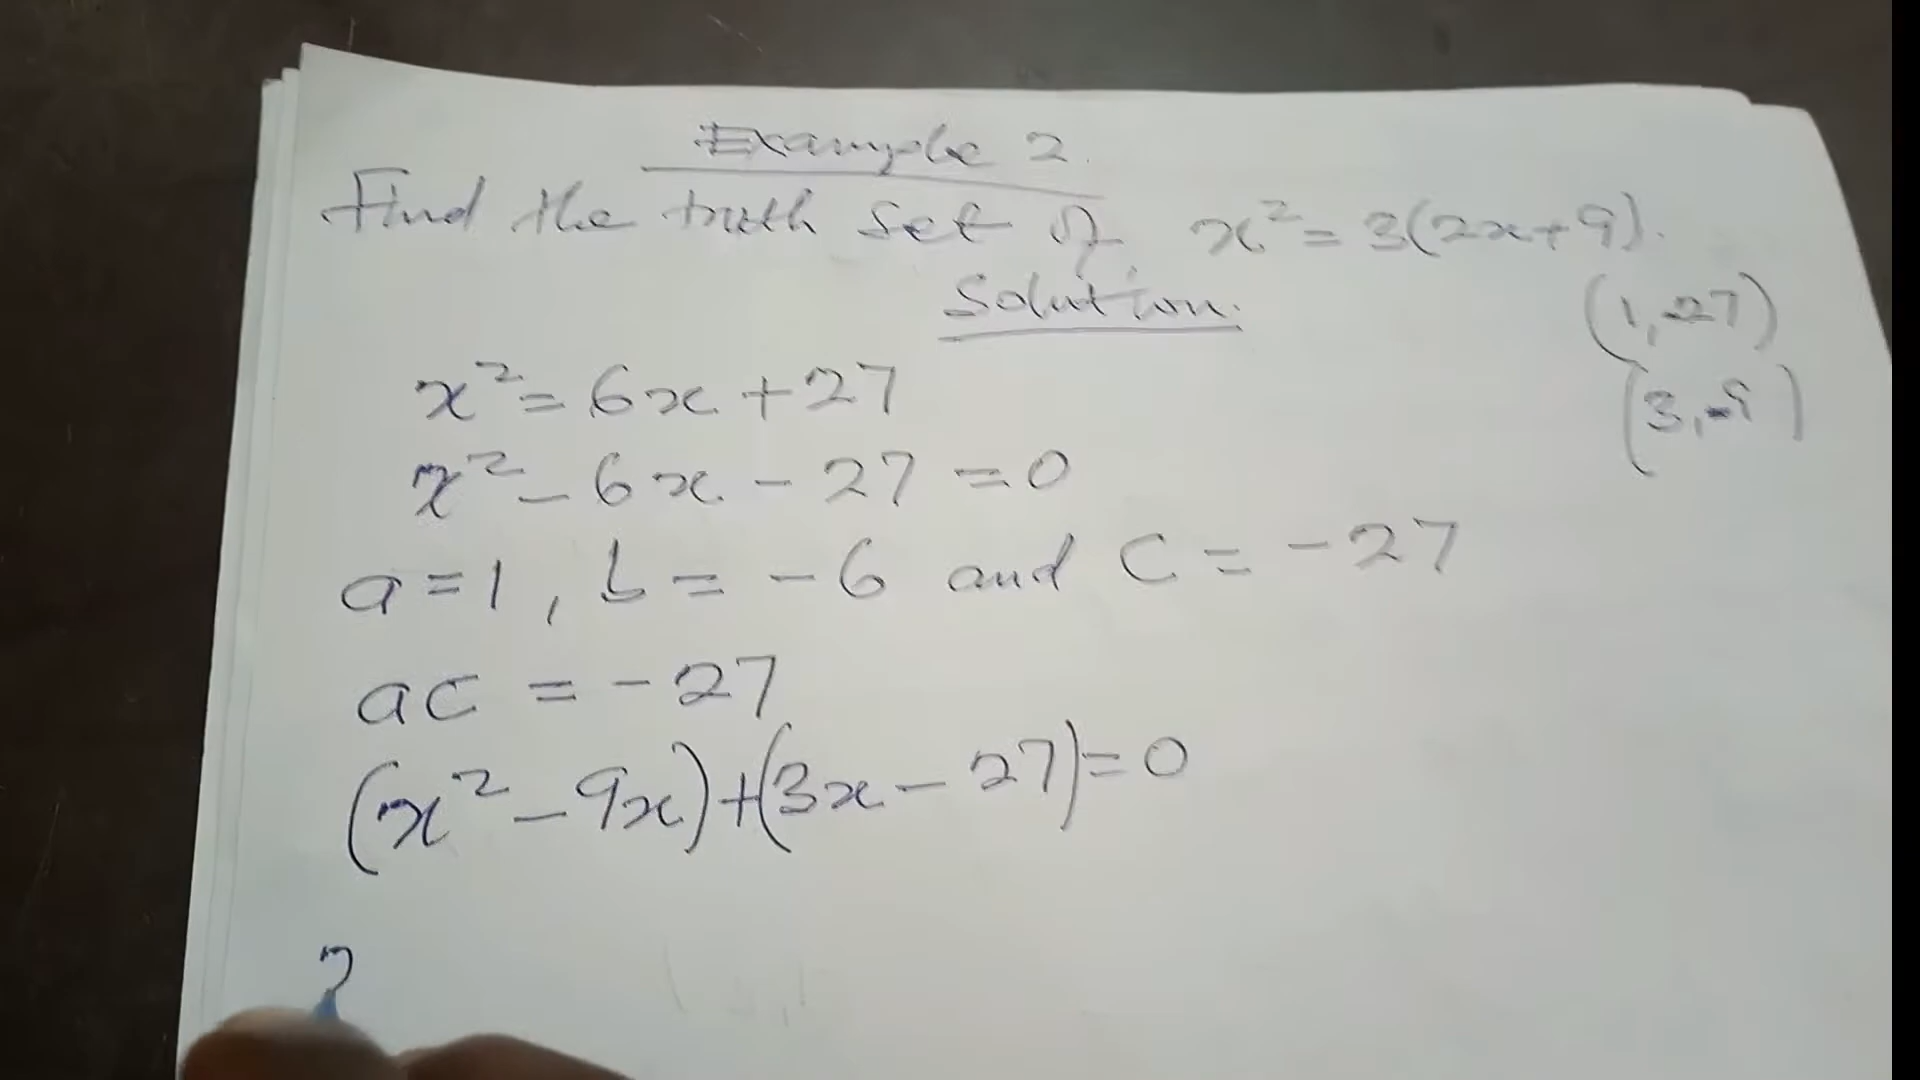 Example 2.
Find the truth set of x² = 3(2x+9).
Solution.
(1, -27)
(3, -9)
x² = 6x + 27
x² - 6x - 27 = 0
a = 1, b = -6 and c = -27
ac = -27
(x² - 9x) + (3x - 27) = 0